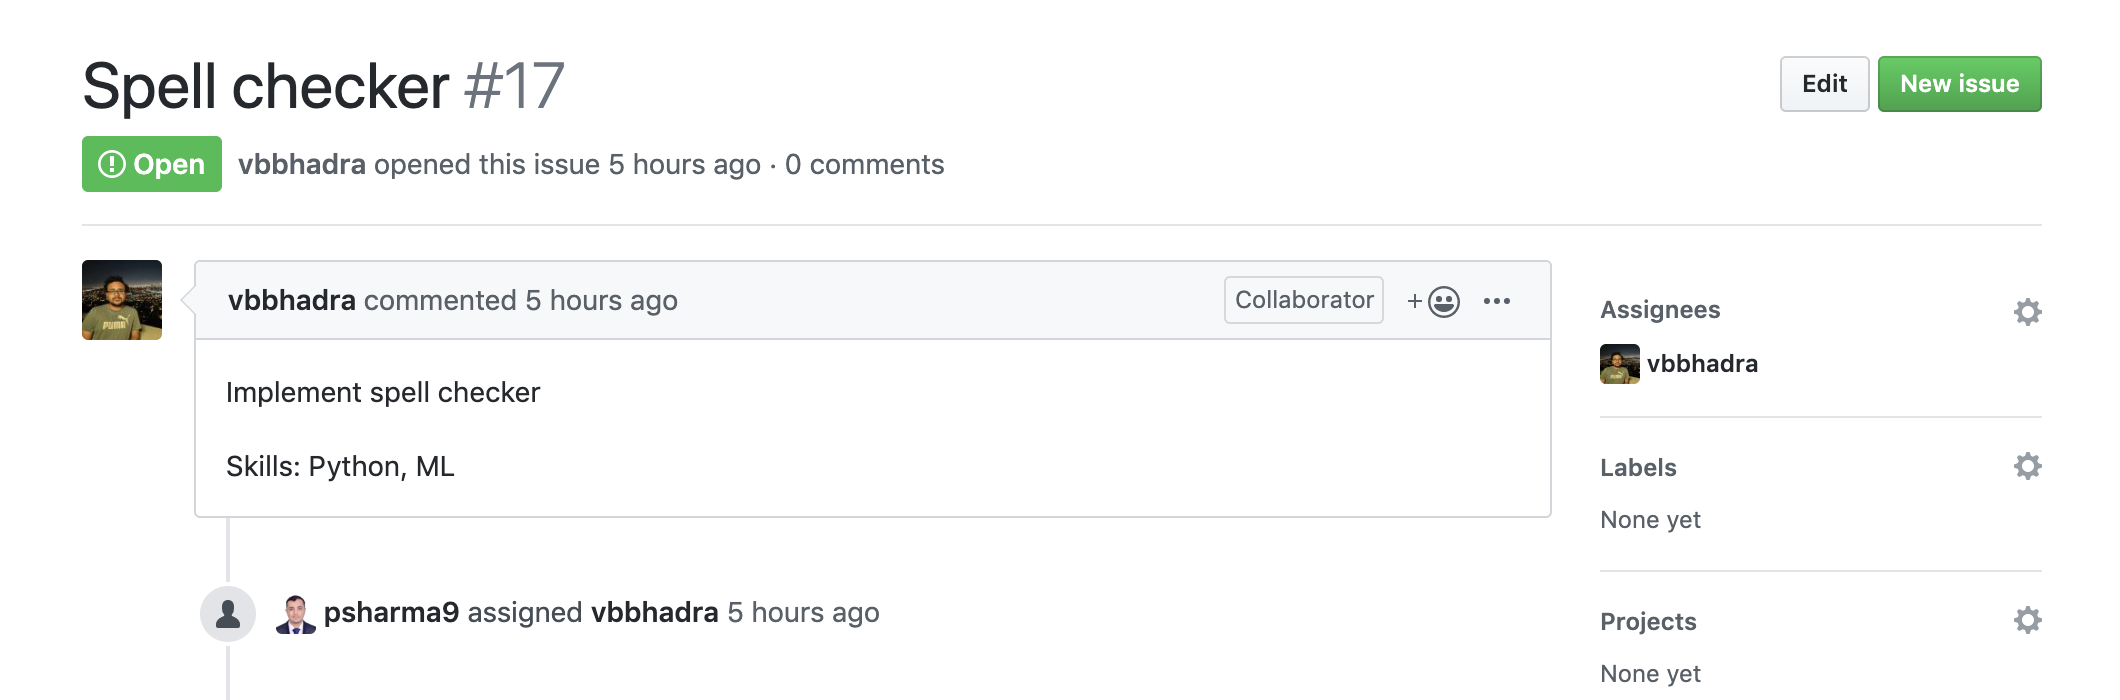 Spell checker #17
Edit
New issue
Open
vbbhadra opened this issue 5 hours ago · 0 comments
vbbhadra commented 5 hours ago
Collaborator
+
Implement spell checker
Skills: Python, ML
psharma9 assigned vbbhadra 5 hours ago
Assignees
vbbhadra
Labels
None yet
Projects
None yet
PUMA